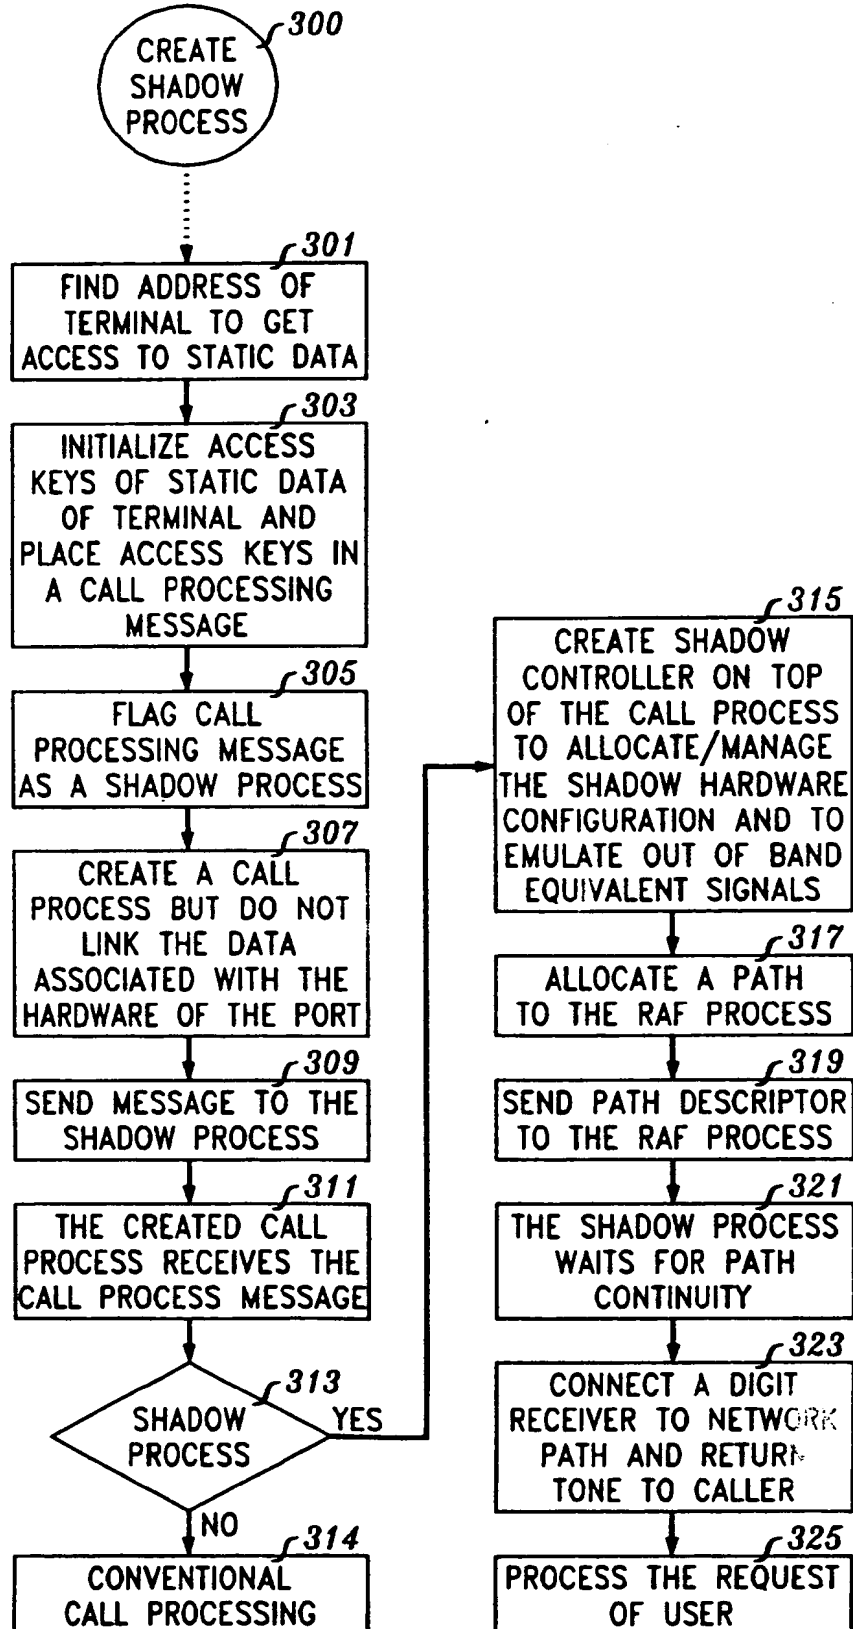 300
CREATE
SHADOW
PROCESS
301
FIND ADDRESS OF
TERMINAL TO GET
ACCESS TO STATIC DATA
303
INITIALIZE ACCESS
KEYS OF STATIC DATA
OF TERMINAL AND
PLACE ACCESS KEYS IN
A CALL PROCESSING
MESSAGE
305
FLAG CALL
PROCESSING MESSAGE
AS A SHADOW PROCESS
307
CREATE A CALL
PROCESS BUT DO NOT
LINK THE DATA
ASSOCIATED WITH THE
HARDWARE OF THE PORT
309
SEND MESSAGE TO THE
SHADOW PROCESS
311
THE CREATED CALL
PROCESS RECEIVES THE
CALL PROCESS MESSAGE
313
SHADOW
PROCESS
YES
NO
314
CONVENTIONAL
CALL PROCESSING
315
CREATE SHADOW
CONTROLLER ON TOP
OF THE CALL PROCESS
TO ALLOCATE/MANAGE
THE SHADOW HARDWARE
CONFIGURATION AND TO
EMULATE OUT OF BAND
EQUIVALENT SIGNALS
317
ALLOCATE A PATH
TO THE RAF PROCESS
319
SEND PATH DESCRIPTOR
TO THE RAF PROCESS
321
THE SHADOW PROCESS
WAITS FOR PATH
CONTINUITY
323
CONNECT A DIGIT
RECEIVER TO NETWORK
PATH AND RETURN
TONE TO CALLER
325
PROCESS THE REQUEST
OF USER